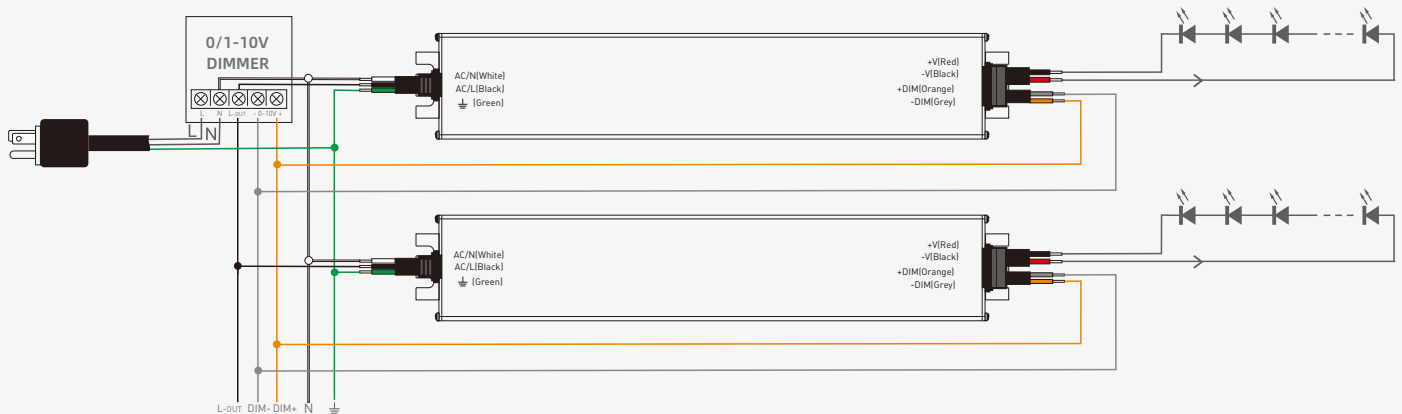 0/1-10V
DIMMER
L N L-OUT - 0-10V +
L N
AC/N(White)
AC/L(Black)
(Green)
+V(Red)
-V(Black)
+DIM(Orange)
-DIM(Grey)
AC/N(White)
AC/L(Black)
(Green)
+V(Red)
-V(Black)
+DIM(Orange)
-DIM(Grey)
L-OUT DIM- DIM+ N